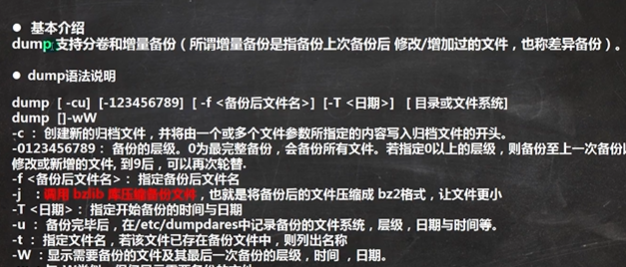 ● 基本介绍
dump 支持分卷和增量备份（所谓增量备份是指备份上次备份后 修改/增加过的文件，也称差异备份）。
● dump语法说明
dump [ -cu] [-123456789] [ -f <备份后文件名>] [-T <日期>] [ 目录或文件系统]
dump []-wW
-c ： 创建新的归档文件，并将由一个或多个文件参数所指定的内容写入归档文件的开头。
-0123456789： 备份的层级。0为最完整备份，会备份所有文件。若指定0以上的层级，则备份至上一次备份以
修改或新增的文件, 到9后，可以再次轮替.
-f <备份后文件名>： 指定备份后文件名
-j ：调用 bzlib 库压缩备份文件，也就是将备份后的文件压缩成 bz2格式，让文件更小
-T <日期>： 指定开始备份的时间与日期
-u ： 备份完毕后，在/etc/dumpdares中记录备份的文件系统，层级，日期与时间等。
-t ： 指定文件名，若该文件已存在备份文件中，则列出名称
-W ：显示需要备份的文件及其最后一次备份的层级，时间 ，日期。